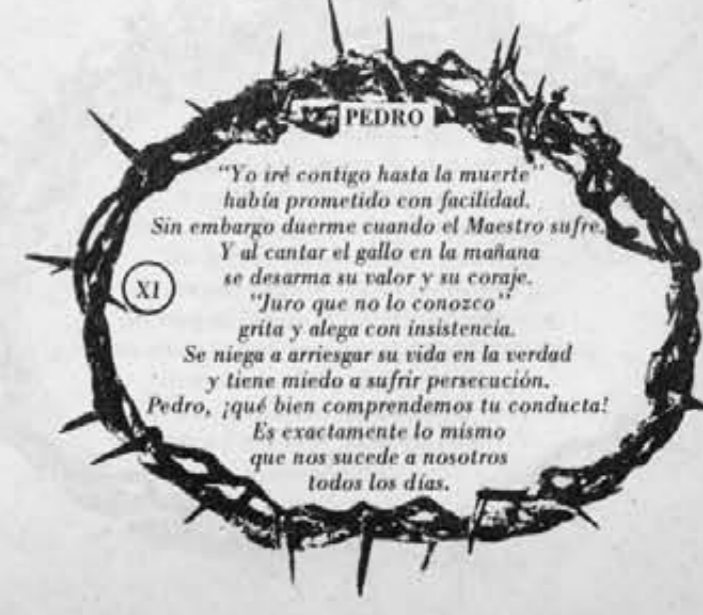 PEDRO
"Yo iré contigo hasta la muerte"
había prometido con facilidad.
Sin embargo duerme cuando el Maestro sufre.
Y al cantar el gallo en la mañana
se desarma su valor y su coraje.
XI
"Juro que no lo conozco"
grita y alega con insistencia.
Se niega a arriesgar su vida en la verdad
y tiene miedo a sufrir persecución.
Pedro, ¡qué bien comprendemos tu conducta!
Es exactamente lo mismo
que nos sucede a nosotros
todos los días.